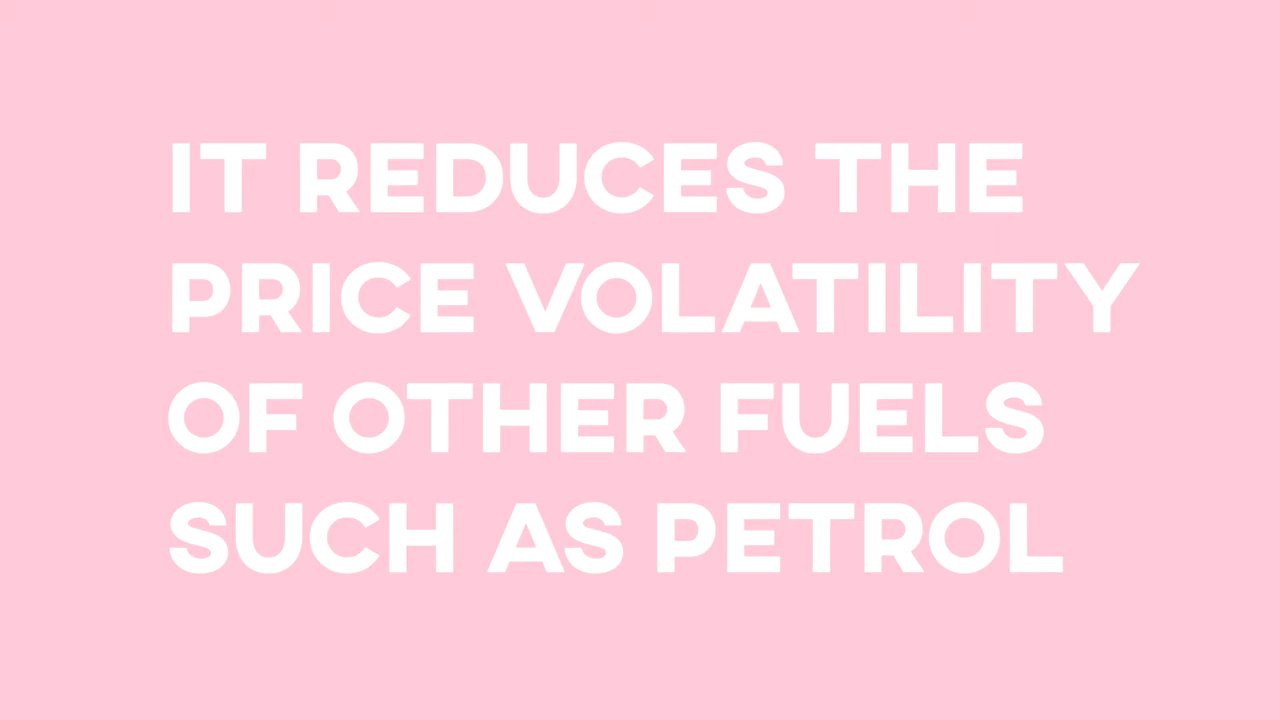 IT REDUCES THE
PRICE VOLATILITY
OF OTHER FUELS
SUCH AS PETROL